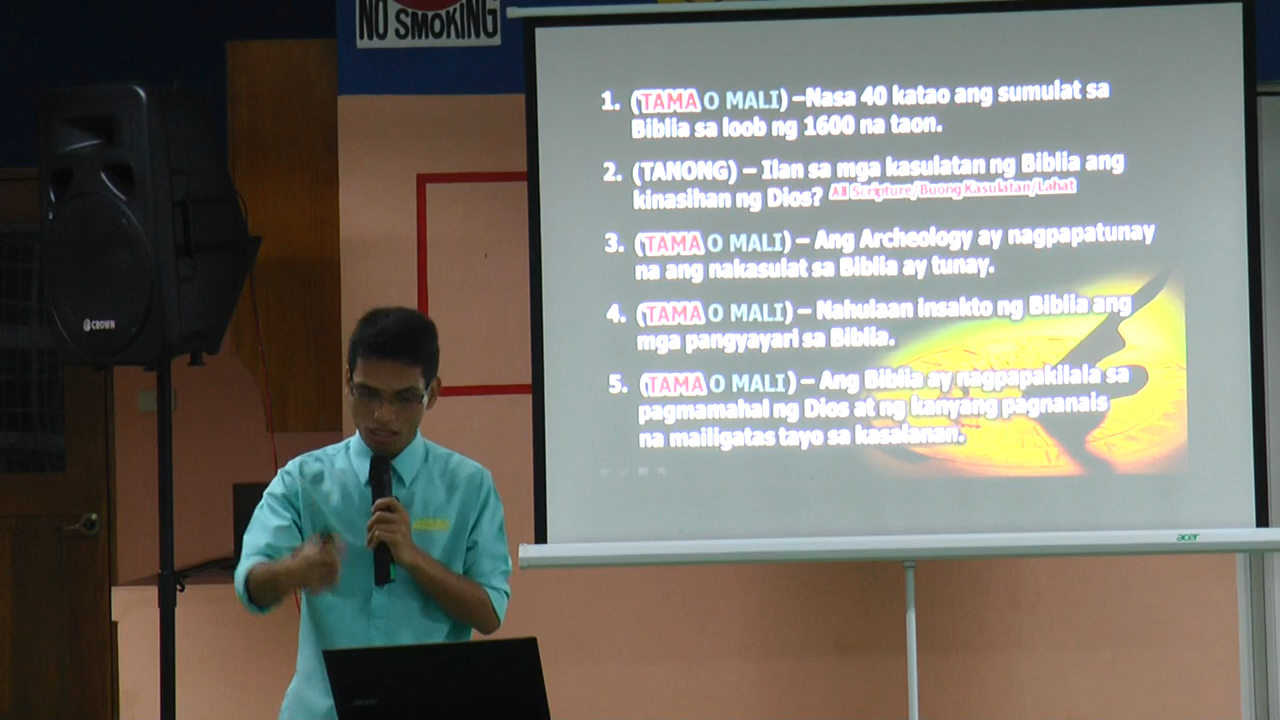 NO SMOKING
1. (TAMA O MALI) –Nasa 40 katao ang sumulat sa
Biblia sa loob ng 1600 na taon.
2. (TANONG) – Ilan sa mga kasulatan ng Biblia ang
kinasihan ng Dios? All Scripture/Buong Kasulatan/Lahat
3. (TAMA O MALI) – Ang Archeology ay nagpapatunay
na ang nakasulat sa Biblia ay tunay.
4. (TAMA O MALI) – Nahulaan insakto ng Biblia ang
mga pangyayari sa Biblia.
5. (TAMA O MALI) – Ang Biblia ay nagpapakilala sa
pagmamahal ng Dios at ng kanyang pagnanais
na mailigatas tayo sa kasalanan.
acer
CROWN
acer